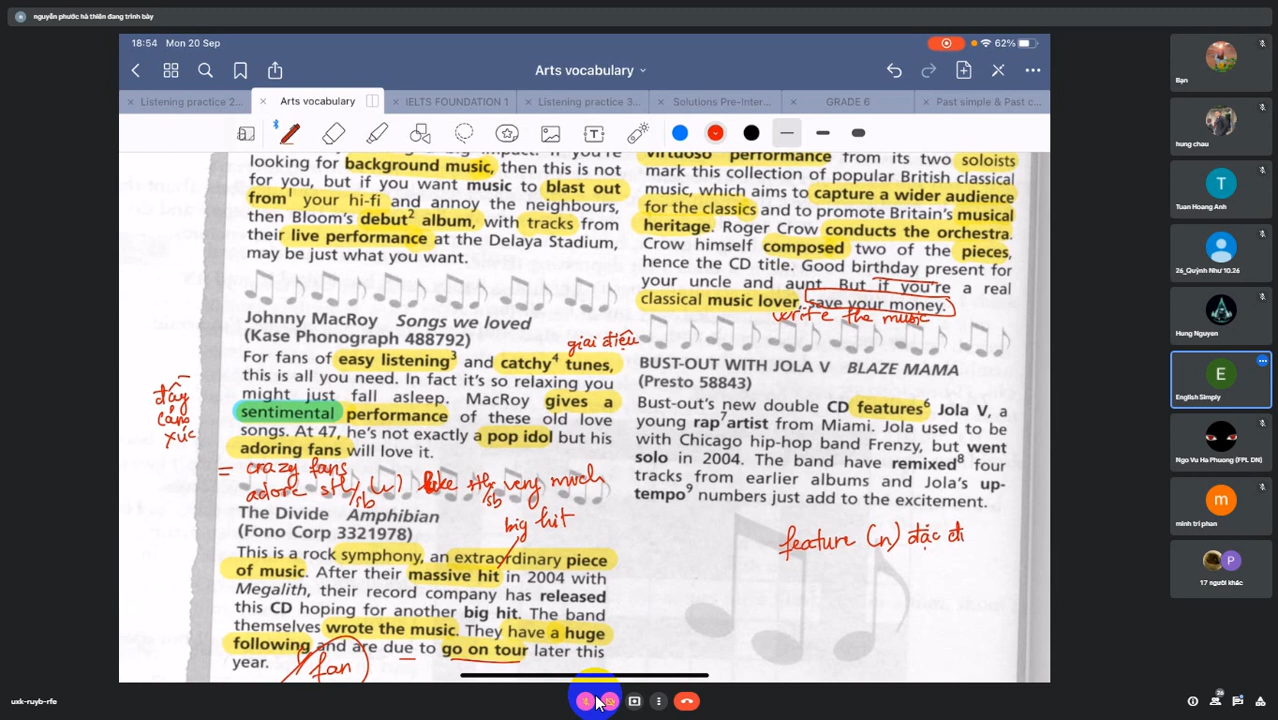 nguyễn phước hà thiên đang trình bày
18:54 Mon 20 Sep
62%
Arts vocabulary
Listening practice 2...
Arts vocabulary
IELTS FOUNDATION 1
Listening practice 3...
Solutions Pre-Inter...
GRADE 6
Past simple & Past c...
looking for background music, then this is not
for you, but if you want music to blast out
from¹ your hi-fi and annoy the neighbours,
then Bloom's debut² album, with tracks from
their live performance at the Delaya Stadium,
may be just what you want.
Johnny MacRoy Songs we loved
(Kase Phonograph 488792)
giai điệu
For fans of easy listening³ and catchy⁴ tunes,
this is all you need. In fact it's so relaxing you
might just fall asleep. MacRoy gives a
sentimental performance of these old love
songs. At 47, he's not exactly a pop idol but his
adoring fans will love it.
đầy
cảm
xúc
= crazy fans
adore sth/sb (v) like sth/sb very much
The Divide Amphibian
(Fono Corp 3321978)
big hit
This is a rock symphony, an extraordinary piece
of music. After their massive hit in 2004 with
Megalith, their record company has released
this CD hoping for another big hit. The band
themselves wrote the music. They have a huge
following and are due to go on tour later this
year.
fan
virtuoso performance from its two soloists
mark this collection of popular British classical
music, which aims to capture a wider audience
for the classics and to promote Britain's musical
heritage. Roger Crow conducts the orchestra.
Crow himself composed two of the pieces,
hence the CD title. Good birthday present for
your uncle and aunt. But if you're a real
classical music lover, save your money.
write the music
BUST-OUT WITH JOLA V BLAZE MAMA
(Presto 58843)
Bust-out's new double CD features⁶ Jola V, a
young rap⁷ artist from Miami. Jola used to be
with Chicago hip-hop band Frenzy, but went
solo in 2004. The band have remixed⁸ four
tracks from earlier albums and Jola's up-
tempo⁹ numbers just add to the excitement.
feature (n) đặc đi
Bạn
hung chau
T
Tuan Hoang Anh
26_Quỳnh Như 10.26
Hung Nguyen
E
English Simply
Ngo Vu Ha Phuong (FPL DN)
m
minh tri phan
P
17 người khác
uxk-ruyb-rfe
26